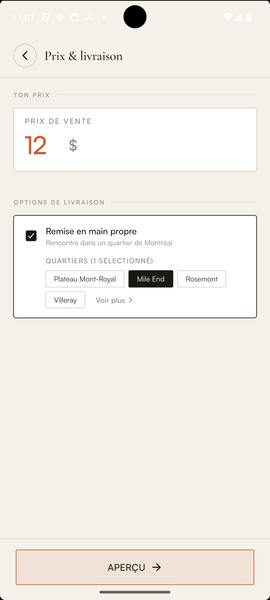 11:01
Prix & livraison
TON PRIX
PRIX DE VENTE
12 $
OPTIONS DE LIVRAISON
Remise en main propre
Rencontre dans un quartier de Montréal
QUARTIERS (1 SÉLECTIONNÉ)
Plateau Mont-Royal Mile End Rosemont
Villeray Voir plus >
APERÇU →